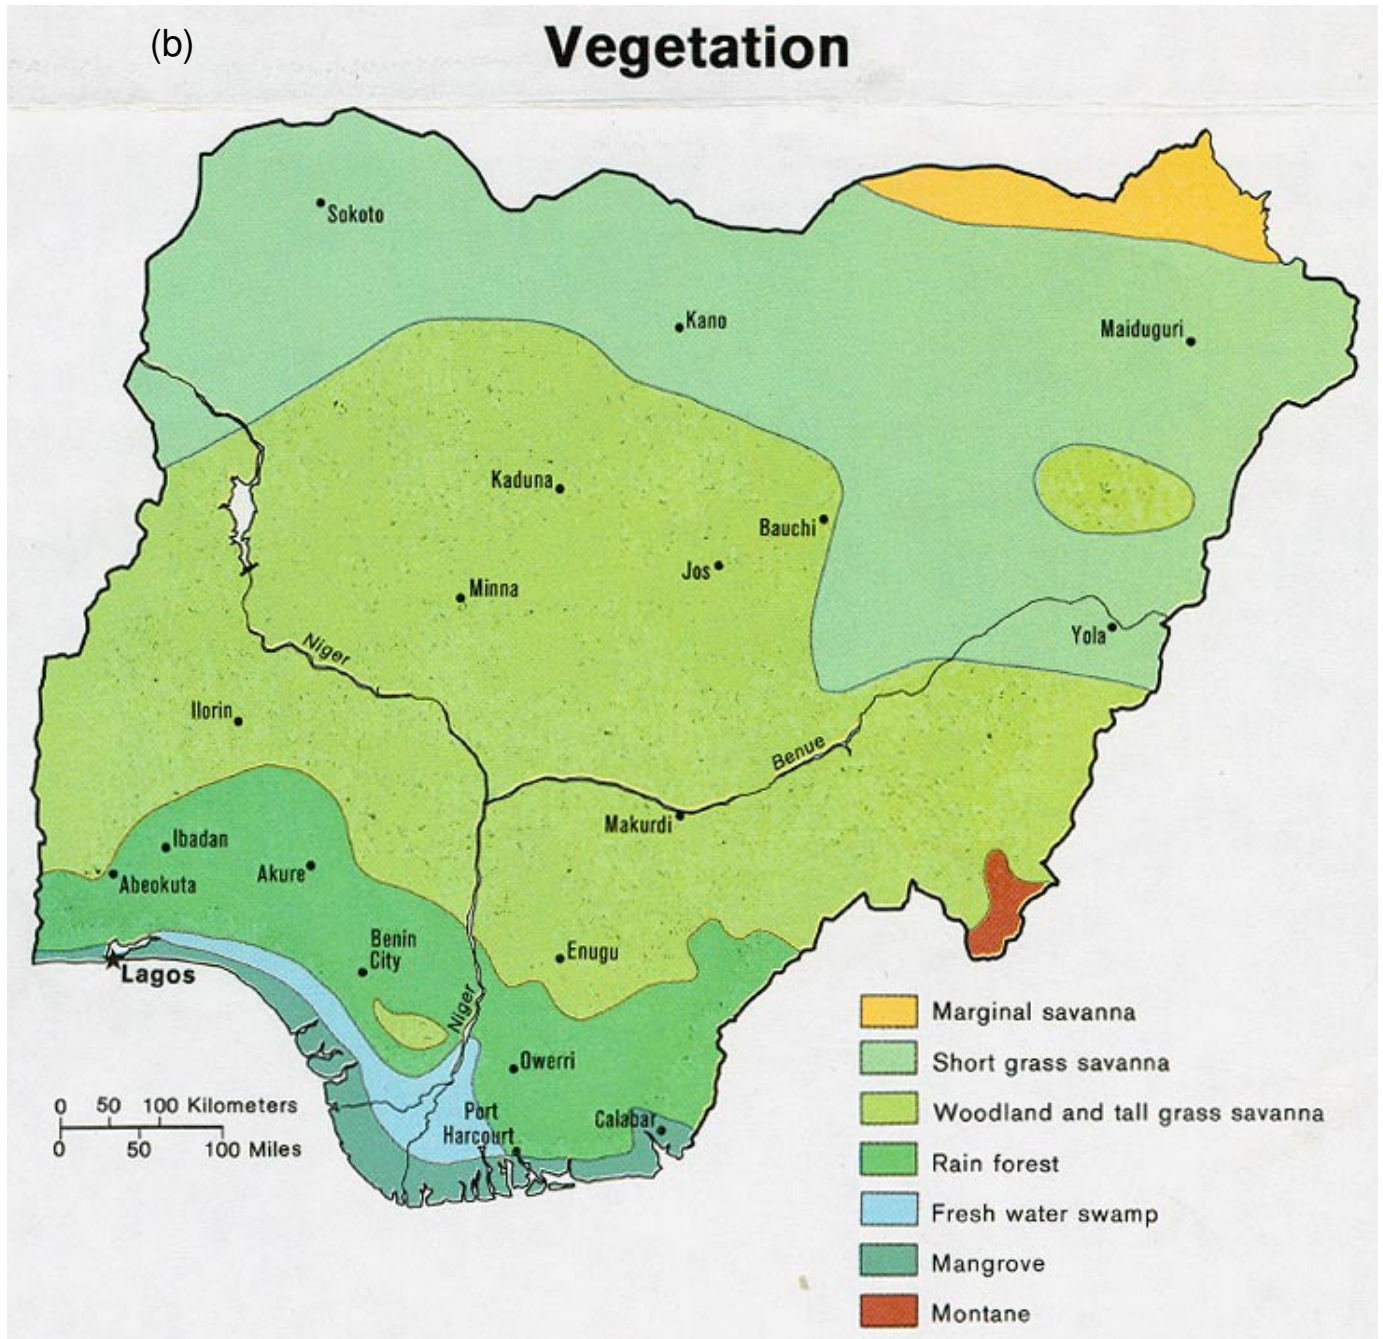 (b)
Vegetation
Sokoto
Kano
Maiduguri
Kaduna
Bauchi
Jos
Minna
Yola
Niger
Ilorin
Benue
Makurdi
Ibadan
Akure
Abeokuta
Benin
City
Enugu
Lagos
Niger
Owerri
Port
Harcourt
Calabar
0 50 100 Kilometers
0 50 100 Miles
Marginal savanna
Short grass savanna
Woodland and tall grass savanna
Rain forest
Fresh water swamp
Mangrove
Montane